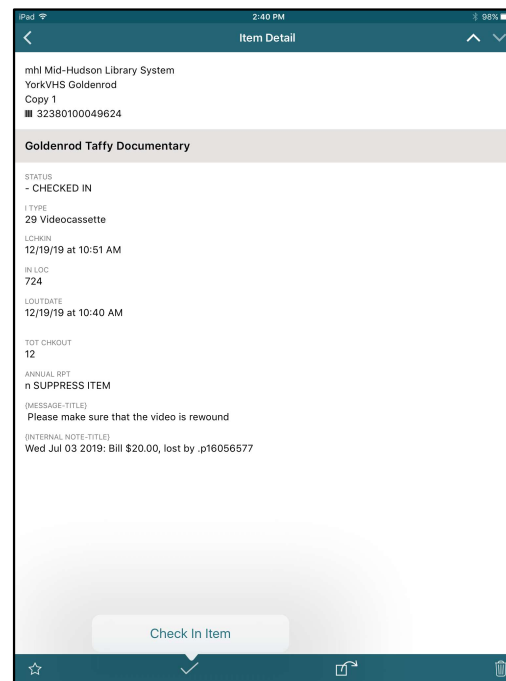 iPad 2:40 PM 98%
Item Detail
mhl Mid-Hudson Library System
YorkVHS Goldenrod
Copy 1
32380100049624
Goldenrod Taffy Documentary
STATUS
- CHECKED IN
I TYPE
29 Videocassette
LCHKIN
12/19/19 at 10:51 AM
IN LOC
724
LOUTDATE
12/19/19 at 10:40 AM
TOT CHKOUT
12
ANNUAL RPT
n SUPPRESS ITEM
{MESSAGE-TITLE}
Please make sure that the video is rewound
{INTERNAL NOTE-TITLE}
Wed Jul 03 2019: Bill $20.00, lost by .p16056577
Check In Item